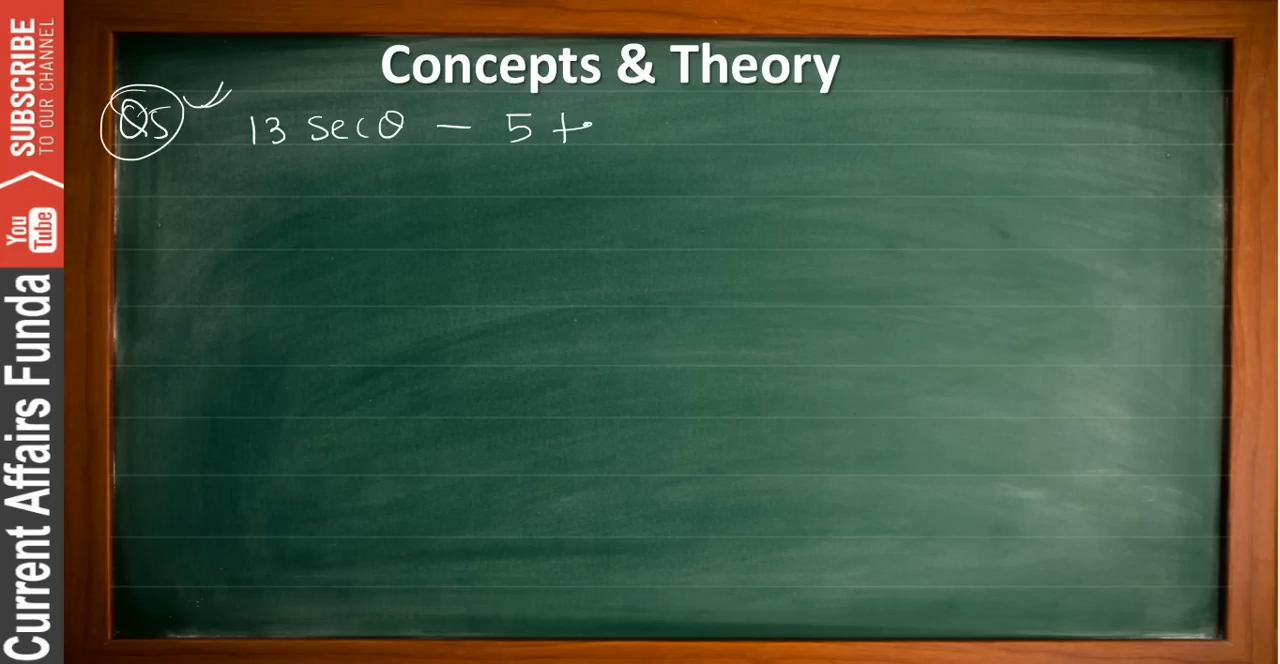 Concepts & Theory
Q5 13 secθ - 5 t
SUBSCRIBE
TO OUR CHANNEL
You
Tube
Current Affairs Funda